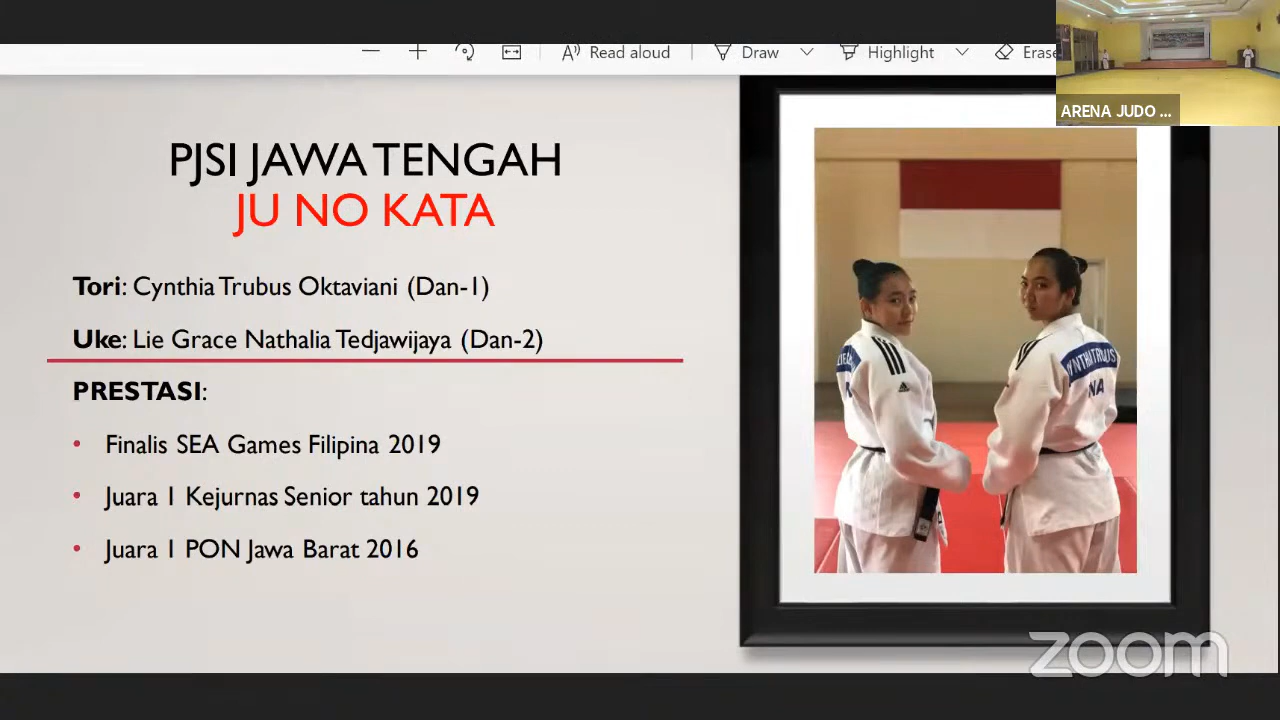 Read aloud
Draw
Highlight
Erase
ARENA JUDO ...
PJSI JAWA TENGAH
JU NO KATA
Tori: Cynthia Trubus Oktaviani (Dan-1)
Uke: Lie Grace Nathalia Tedjawijaya (Dan-2)
PRESTASI:
• Finalis SEA Games Filipina 2019
• Juara 1 Kejurnas Senior tahun 2019
• Juara 1 PON Jawa Barat 2016
NA
zoom